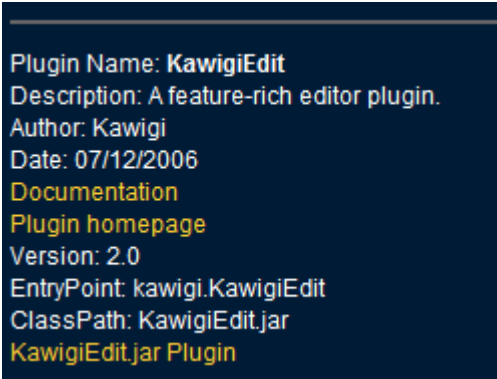 Plugin Name: KawigiEdit
Description: A feature-rich editor plugin.
Author: Kawigi
Date: 07/12/2006
Documentation
Plugin homepage
Version: 2.0
EntryPoint: kawigi.KawigiEdit
ClassPath: KawigiEdit.jar
KawigiEdit.jar Plugin